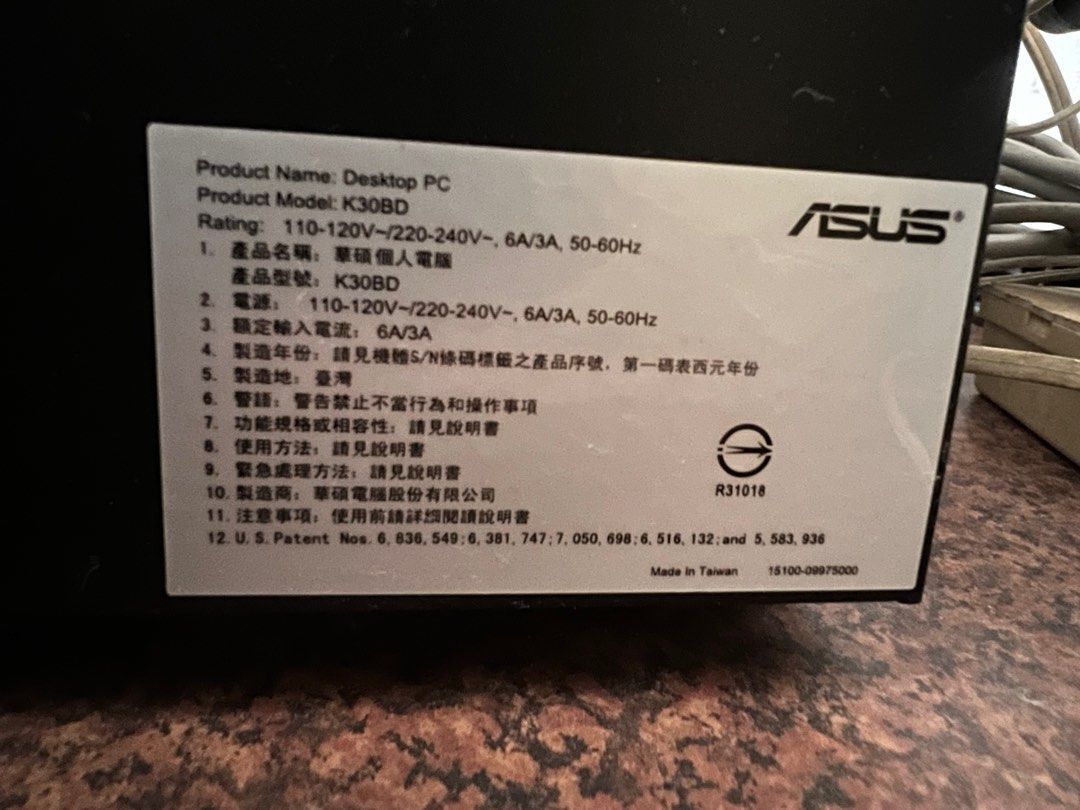 ASUS®
Product Name: Desktop PC
Product Model: K30BD
Rating: 110-120V~/220-240V~, 6A/3A, 50-60Hz
1. 產品名稱：華碩個人電腦
產品型號：K30BD
2. 電源： 110-120V~/220-240V~, 6A/3A, 50-60Hz
3. 額定輸入電流： 6A/3A
4. 製造年份：請見機體S/N條碼標籤之產品序號，第一碼表西元年份
5. 製造地：臺灣
6. 警語：警告禁止不當行為和操作事項
7. 功能規格或相容性：請見說明書
8. 使用方法：請見說明書
9. 緊急處理方法：請見說明書
10. 製造商：華碩電腦股份有限公司
11. 注意事項：使用前請詳細閱讀說明書
12. U.S. Patent Nos. 6,836,549;6,381,747;7,050,698;6,516,132;and 5,583,936
R31018
Made In Taiwan 15100-09975000